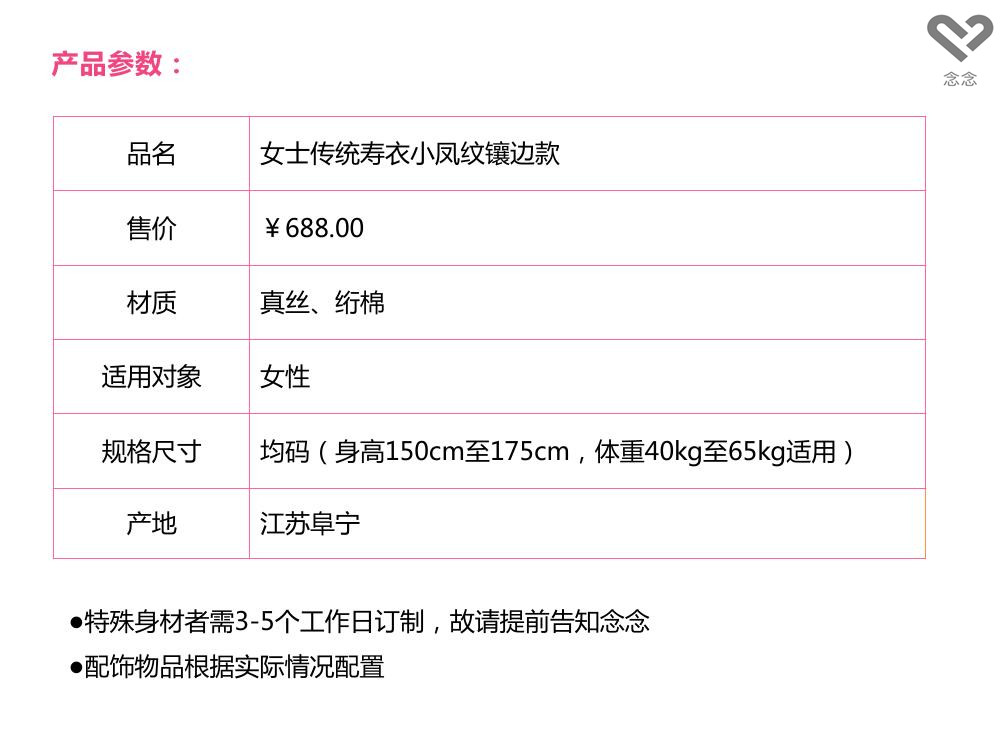 念念
产品参数：
品名
女士传统寿衣小凤纹镶边款
售价
￥688.00
材质
真丝、绗棉
适用对象
女性
规格尺寸
均码（身高150cm至175cm，体重40kg至65kg适用）
产地
江苏阜宁
●特殊身材者需3-5个工作日订制，故请提前告知念念
●配饰物品根据实际情况配置